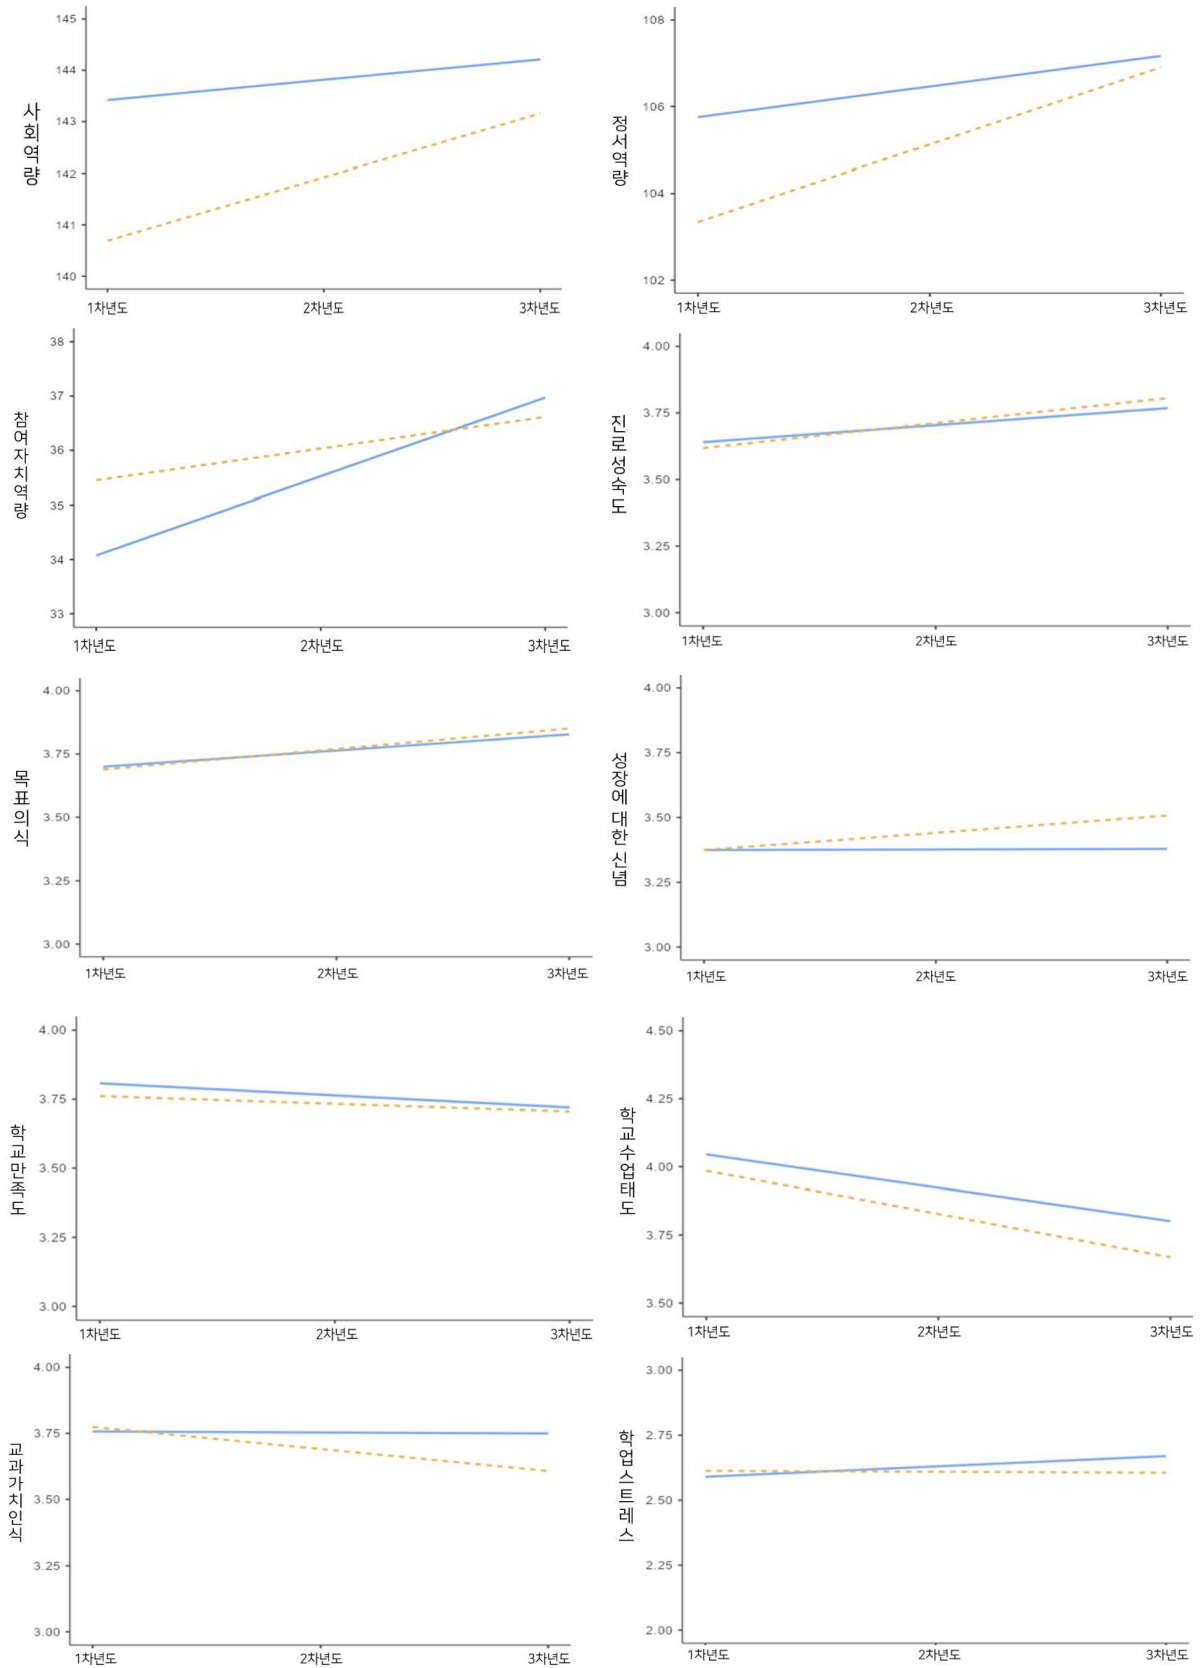 사회역량
145
144
143
142
141
140
1차년도 2차년도 3차년도
정서역량
108
106
104
102
1차년도 2차년도 3차년도
참여자치역량
38
37
36
35
34
33
1차년도 2차년도 3차년도
진로성숙도
4.00
3.75
3.50
3.25
3.00
1차년도 2차년도 3차년도
목표의식
4.00
3.75
3.50
3.25
3.00
1차년도 2차년도 3차년도
성장에 대한 신념
4.00
3.75
3.50
3.25
3.00
1차년도 2차년도 3차년도
학교만족도
4.00
3.75
3.50
3.25
3.00
1차년도 2차년도 3차년도
학교수업태도
4.50
4.25
4.00
3.75
3.50
1차년도 2차년도 3차년도
교과가치인식
4.00
3.75
3.50
3.25
3.00
1차년도 2차년도 3차년도
학업스트레스
3.00
2.75
2.50
2.25
2.00
1차년도 2차년도 3차년도